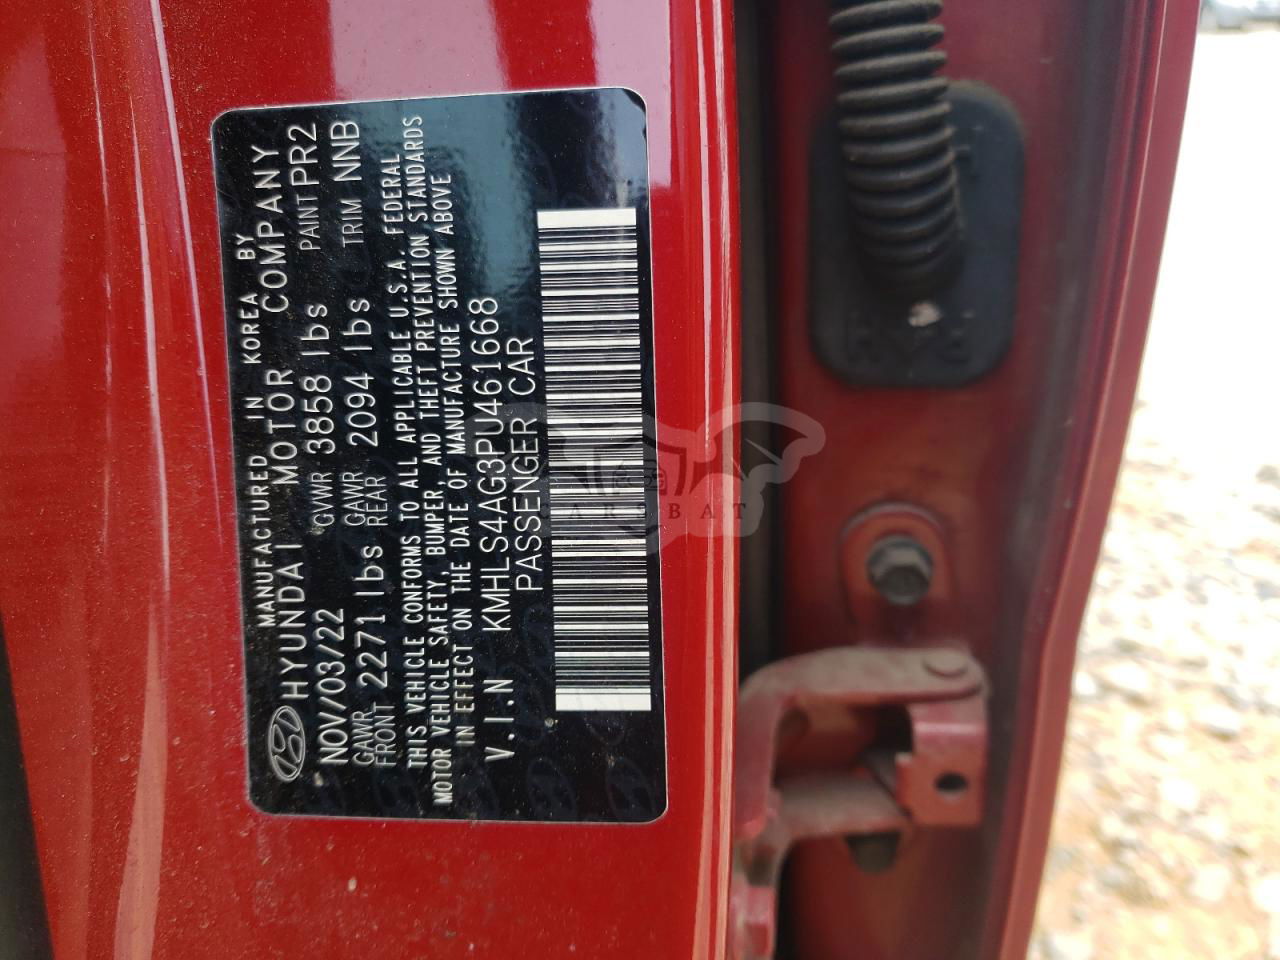 MANUFACTURED IN KOREA BY
HYUNDAI MOTOR COMPANY
NOV/03/22 GVWR 3858 lbs PAINT PR2
GAWR FRONT 2271 lbs GAWR REAR 2094 lbs TRIM NNB
THIS VEHICLE CONFORMS TO ALL APPLICABLE U.S.A. FEDERAL
MOTOR VEHICLE SAFETY, BUMPER, AND THEFT PREVENTION STANDARDS
IN EFFECT ON THE DATE OF MANUFACTURE SHOWN ABOVE
V.I.N KMHLS4AG3PU461668
PASSENGER CAR
CARSBAT